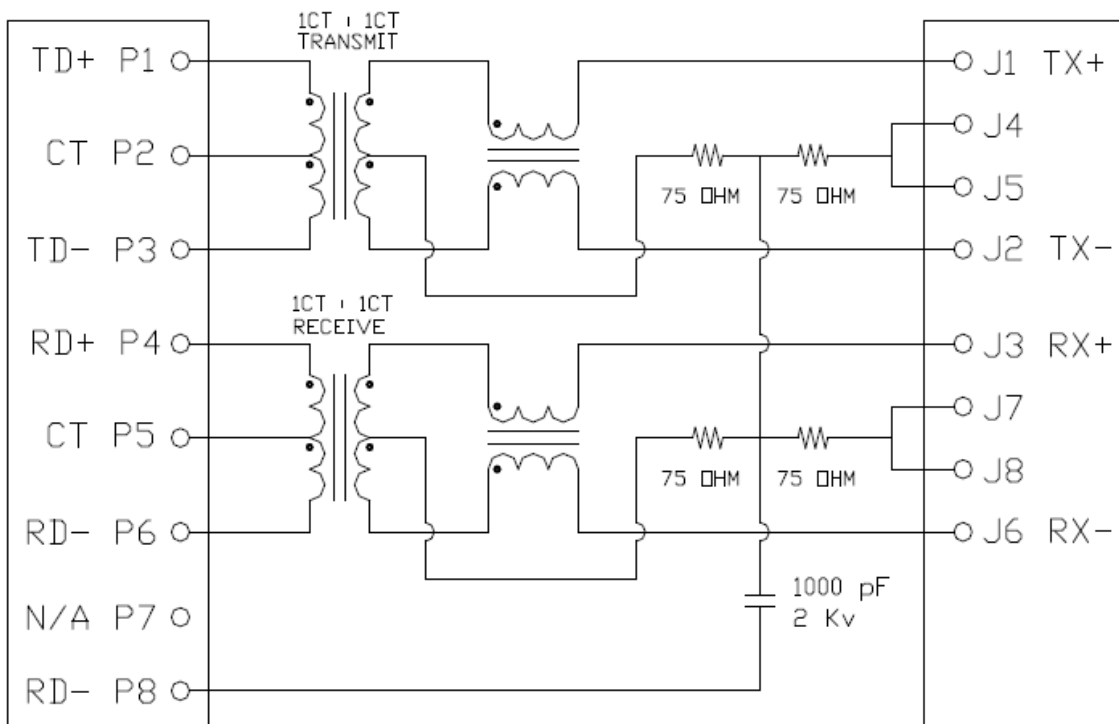 1CT : 1CT
TRANSMIT
TD+ P1
CT P2
TD- P3
1CT : 1CT
RECEIVE
RD+ P4
CT P5
RD- P6
N/A P7
RD- P8
75 OHM
75 OHM
75 OHM
75 OHM
1000 pF
2 Kv
J1 TX+
J4
J5
J2 TX-
J3 RX+
J7
J8
J6 RX-